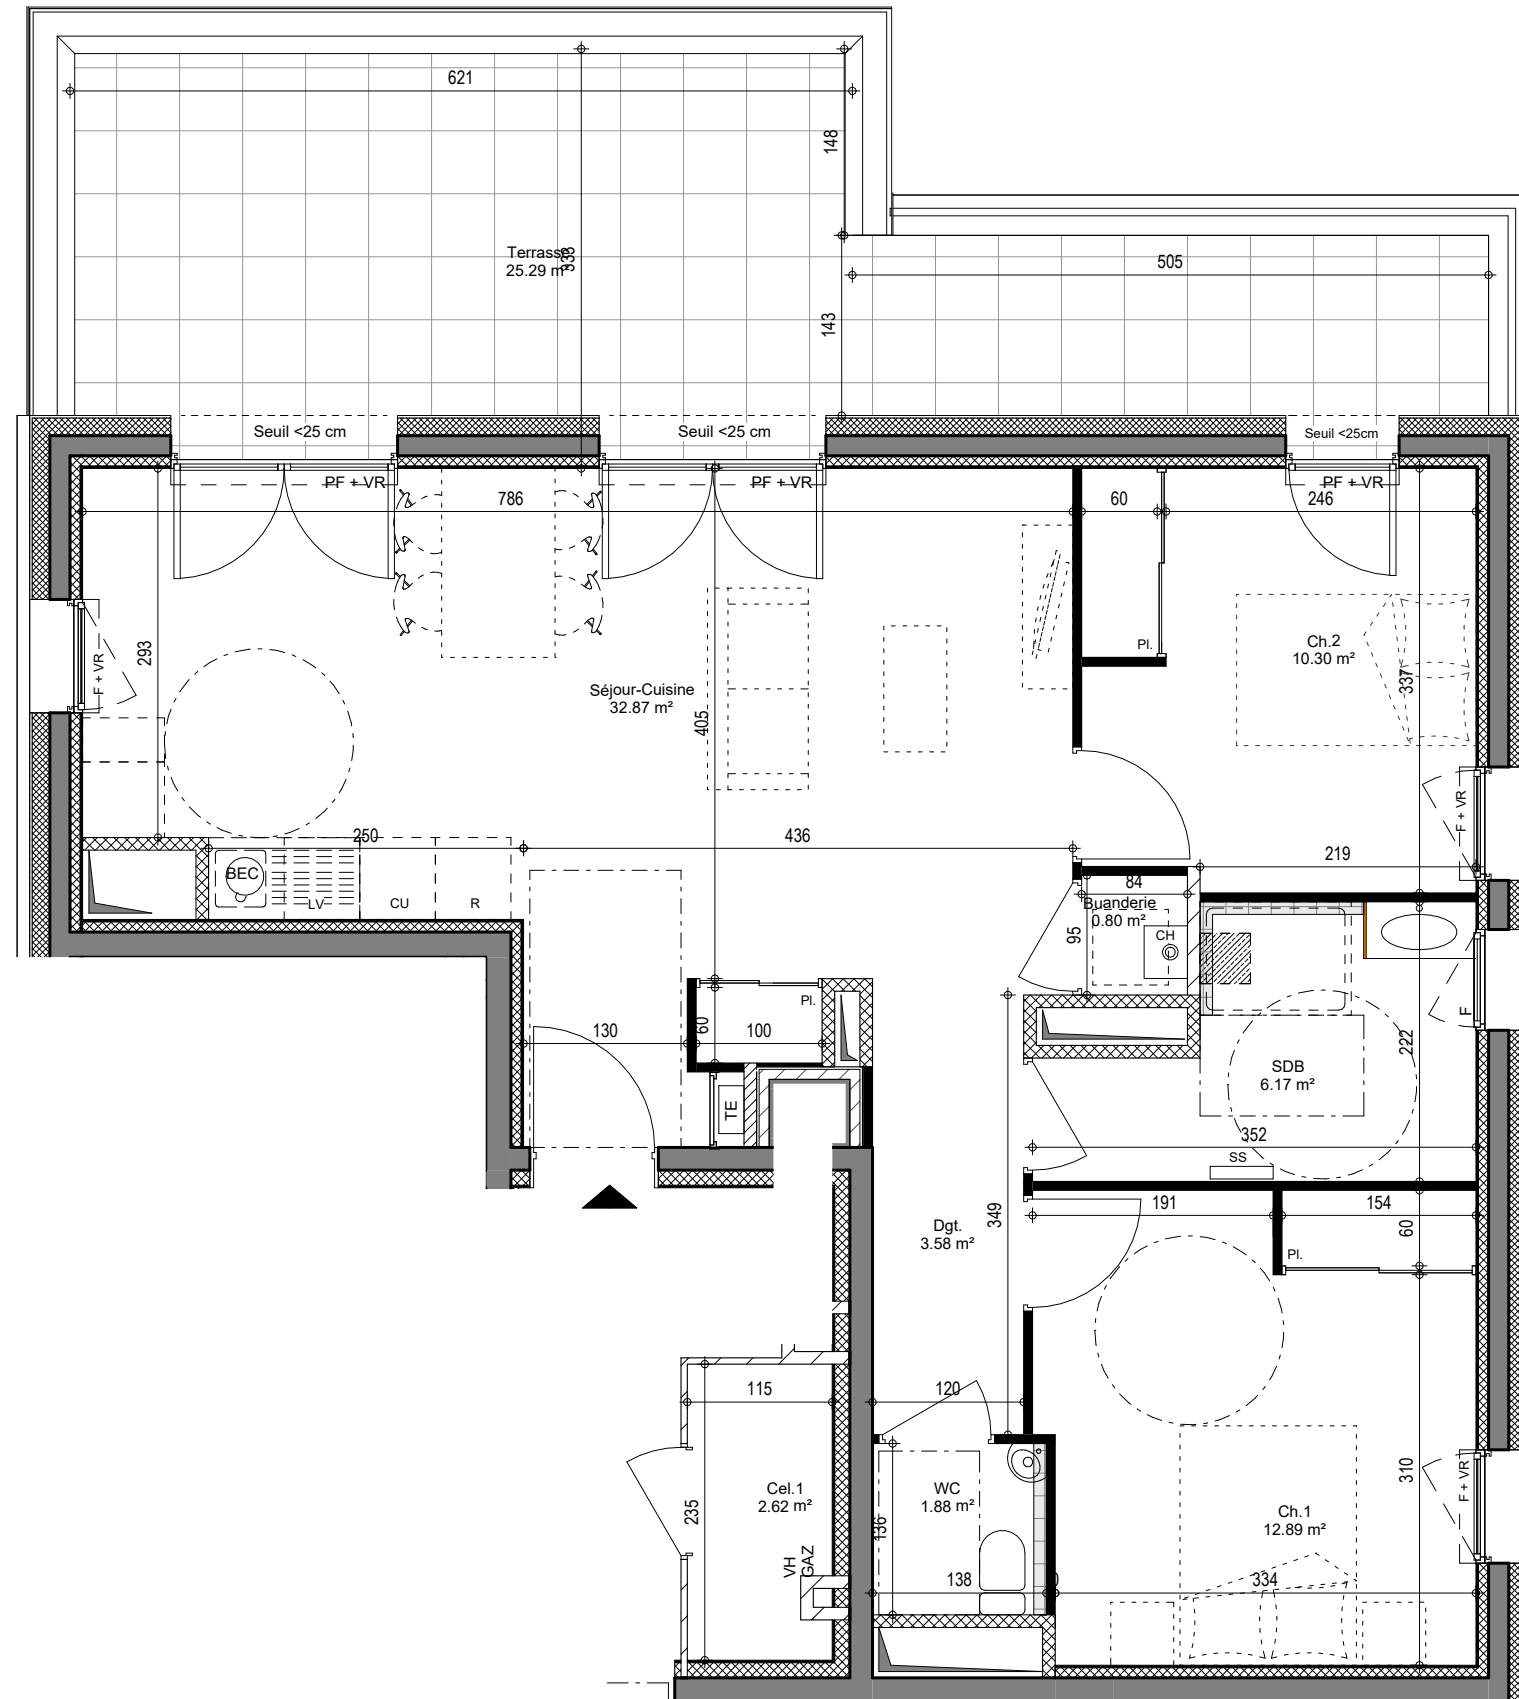 621
148
Terrasse
25.29 m²
333
505
143
Seuil <25 cm
Seuil <25 cm
Seuil <25cm
PF + VR
PF + VR
PF + VR
786
60
246
293
F + VR
Pl.
Ch.2
10.30 m²
337
Séjour-Cuisine
32.87 m²
405
F + VR
250
436
219
BEC
LV
CU
R
84
Buanderie
0.80 m²
95
CH
F
Pl.
130
60
100
222
SDB
6.17 m²
TE
352
SS
349
191
154
Dgt.
3.58 m²
60
Pl.
115
120
Cel.1
2.62 m²
235
WC
1.88 m²
136
310
F + VR
Ch.1
12.89 m²
VH
GAZ
138
334